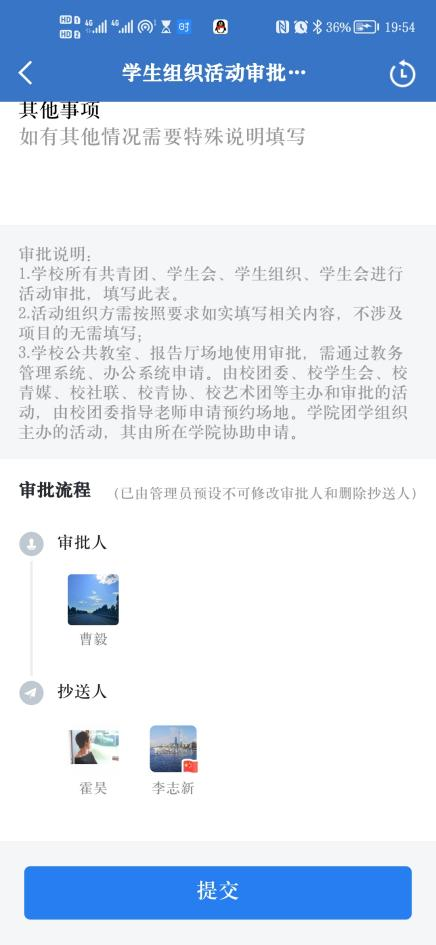 HD 1 4G 4G HD 2 36% 19:54
学生组织活动审批…
其他事项
如有其他情况需要特殊说明填写
审批说明:
1.学校所有共青团、学生会、学生组织、学生会进行
活动审批，填写此表。
2.活动组织方需按照要求如实填写相关内容，不涉及
项目的无需填写;
3.学校公共教室、报告厅场地使用审批，需通过教务
管理系统、办公系统申请。由校团委、校学生会、校
青媒、校社联、校青协、校艺术团等主办和审批的活
动，由校团委指导老师申请预约场地。学院团学组织
主办的活动，其由所在学院协助申请。
审批流程 (已由管理员预设不可修改审批人和删除抄送人)
审批人
曹毅
抄送人
霍昊 李志新
提交